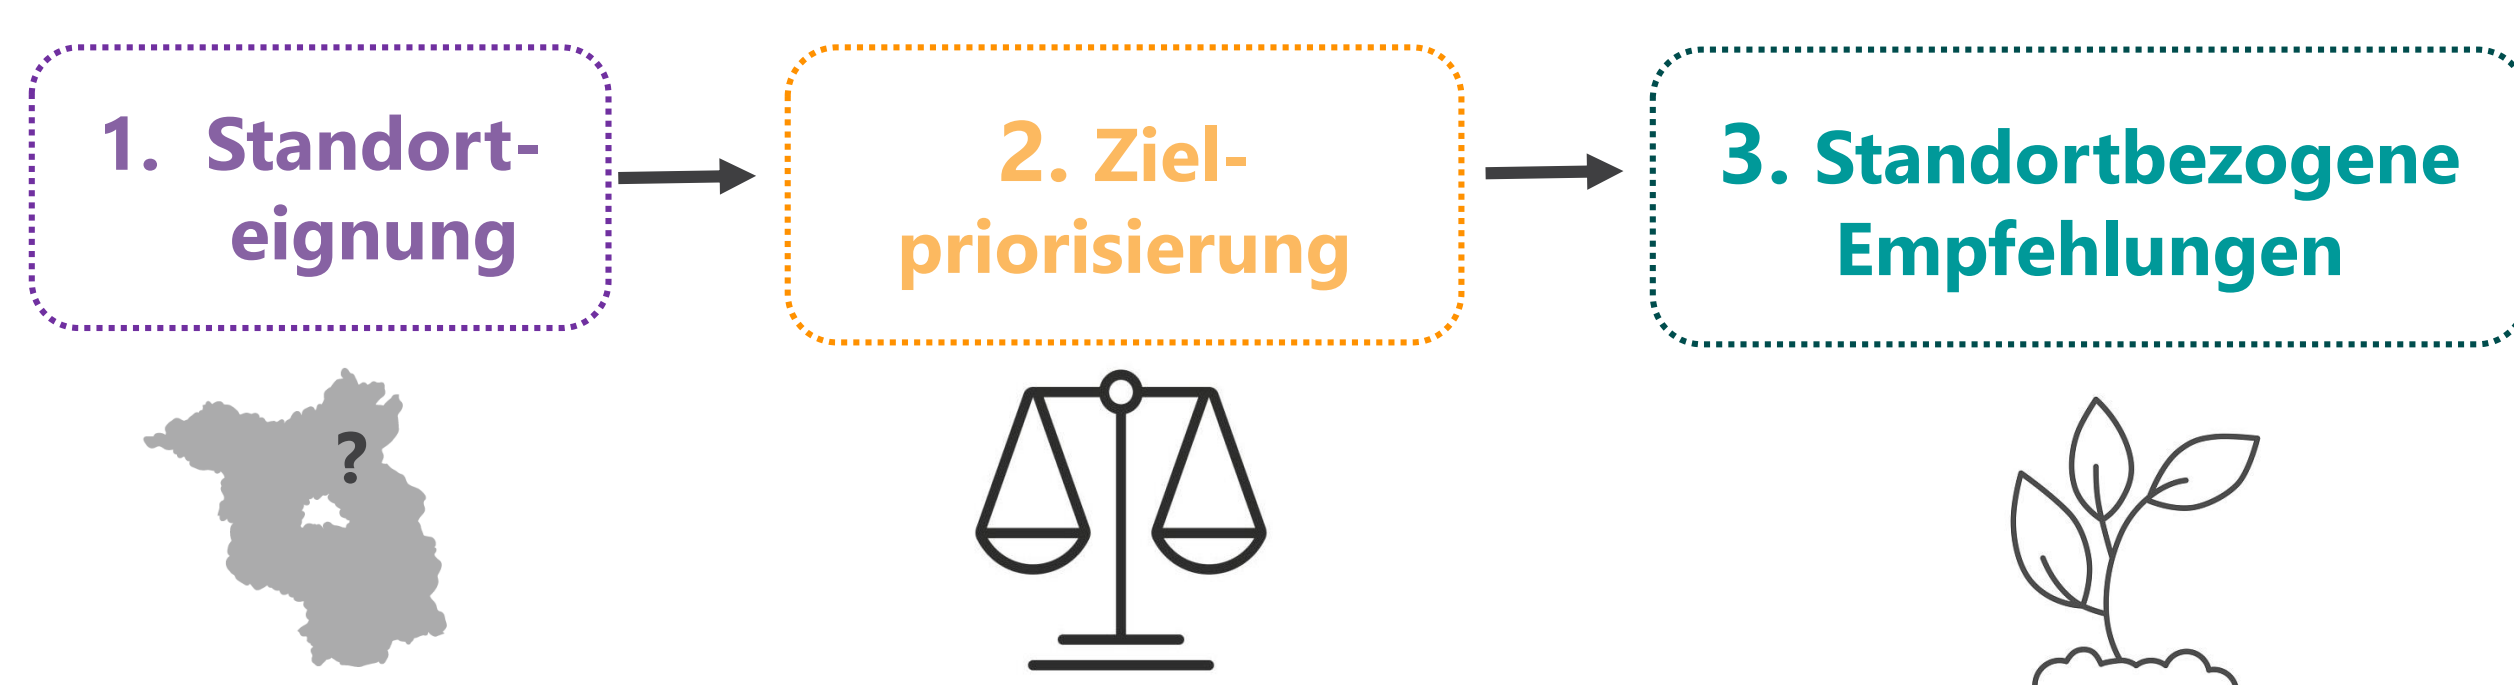 1. Standort-
eignung
2. Ziel-
priorisierung
3. Standortbezogene
Empfehlungen
?